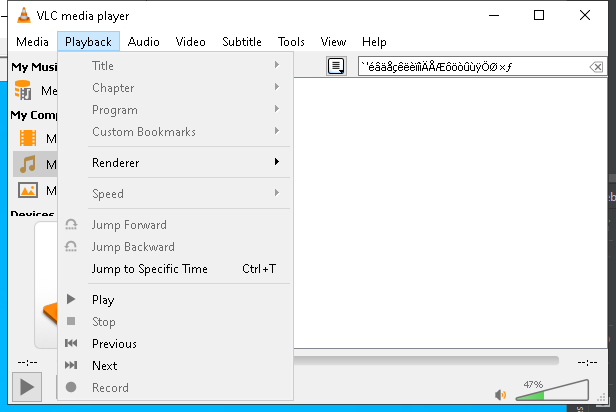 VLC media player
Media Playback Audio Video Subtitle Tools View Help
My Musi
Title
`'éâäåçêëèïîìÄÅÆôöòûùÿÖØ×ƒ
Me
Chapter
My Comp
Program
M
Custom Bookmarks
M
Renderer
M
Speed
Devices
Jump Forward
Jump Backward
Jump to Specific Time Ctrl+T
Play
Stop
Previous
--:-- --:--
Next
Record
47%